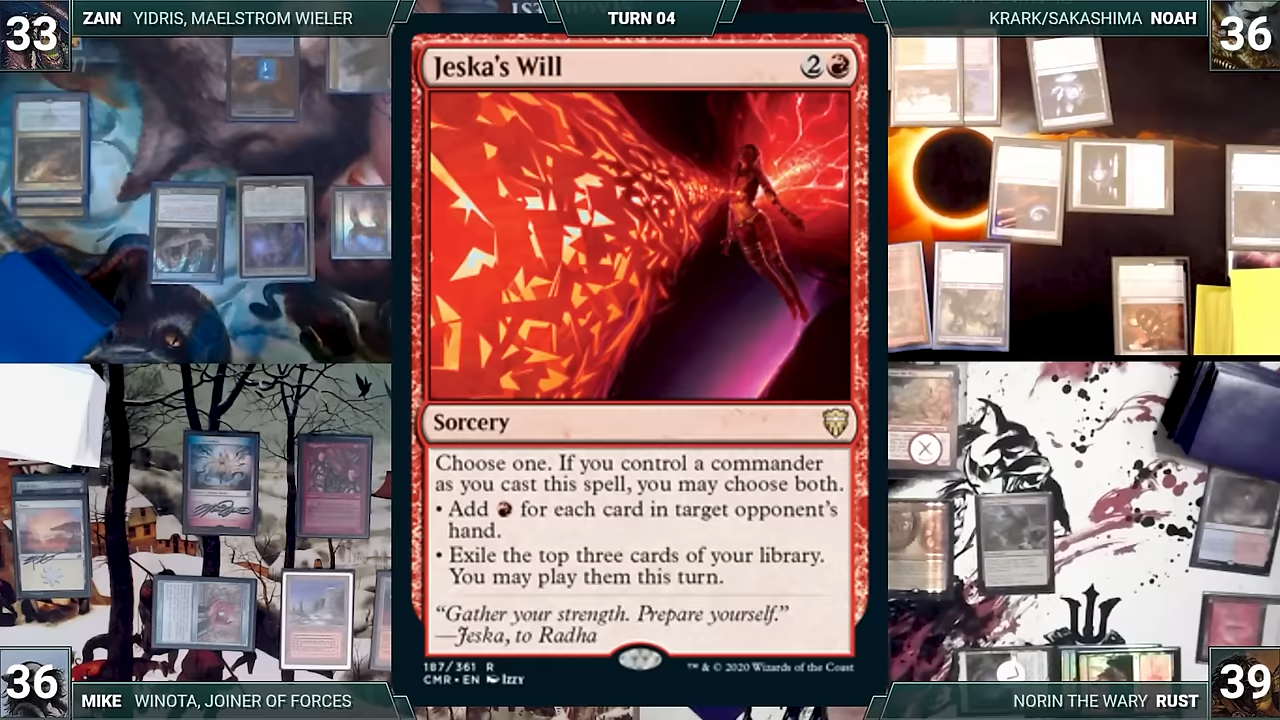 33
ZAIN YIDRIS, MAELSTROM WIELER
TURN 04
KRARK/SAKASHIMA NOAH
36
Jeska's Will
2
Sorcery
Choose one. If you control a commander
as you cast this spell, you may choose both.
• Add for each card in target opponent's
hand.
• Exile the top three cards of your library.
You may play them this turn.
"Gather your strength. Prepare yourself."
—Jeska, to Radha
187/361 R
CMR • EN IZZY
™ & © 2020 Wizards of the Coast
36
MIKE WINOTA, JOINER OF FORCES
NORIN THE WARY RUST
39